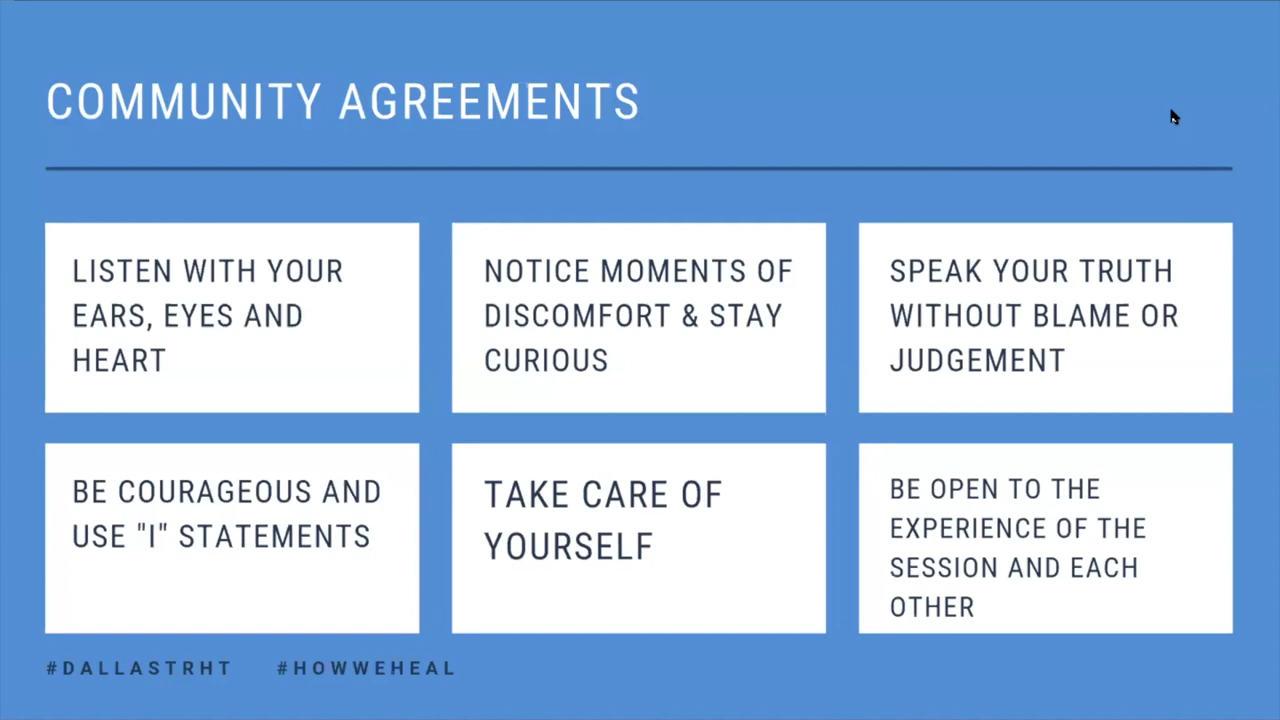 COMMUNITY AGREEMENTS
LISTEN WITH YOUR
EARS, EYES AND
HEART
NOTICE MOMENTS OF
DISCOMFORT & STAY
CURIOUS
SPEAK YOUR TRUTH
WITHOUT BLAME OR
JUDGEMENT
BE COURAGEOUS AND
USE "I" STATEMENTS
TAKE CARE OF
YOURSELF
BE OPEN TO THE
EXPERIENCE OF THE
SESSION AND EACH
OTHER
#DALLASTRHT #HOWWEHEAL